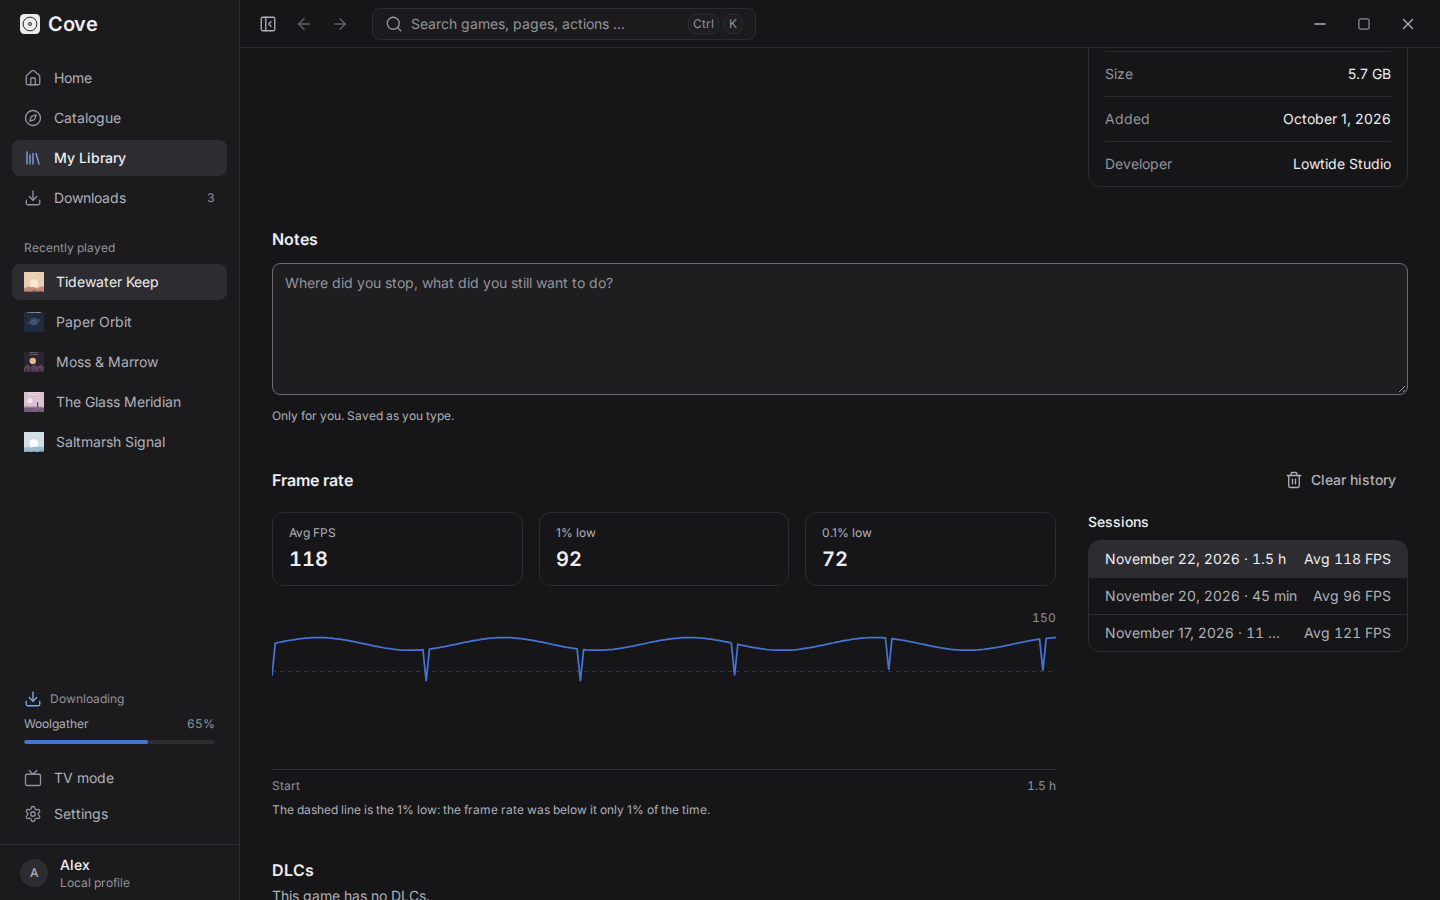 Cove
Search games, pages, actions ...
Ctrl K
Home
Catalogue
My Library
Downloads 3
Recently played
Tidewater Keep
Paper Orbit
Moss & Marrow
The Glass Meridian
Saltmarsh Signal
Downloading
Woolgather 65%
TV mode
Settings
A
Alex
Local profile
Size 5.7 GB
Added October 1, 2026
Developer Lowtide Studio
Notes
Where did you stop, what did you still want to do?
Only for you. Saved as you type.
Frame rate
Clear history
Avg FPS
118
1% low
92
0.1% low
72
150
Start 1.5 h
The dashed line is the 1% low: the frame rate was below it only 1% of the time.
Sessions
November 22, 2026 · 1.5 h Avg 118 FPS
November 20, 2026 · 45 min Avg 96 FPS
November 17, 2026 · 11 ... Avg 121 FPS
DLCs
This game has no DLCs.